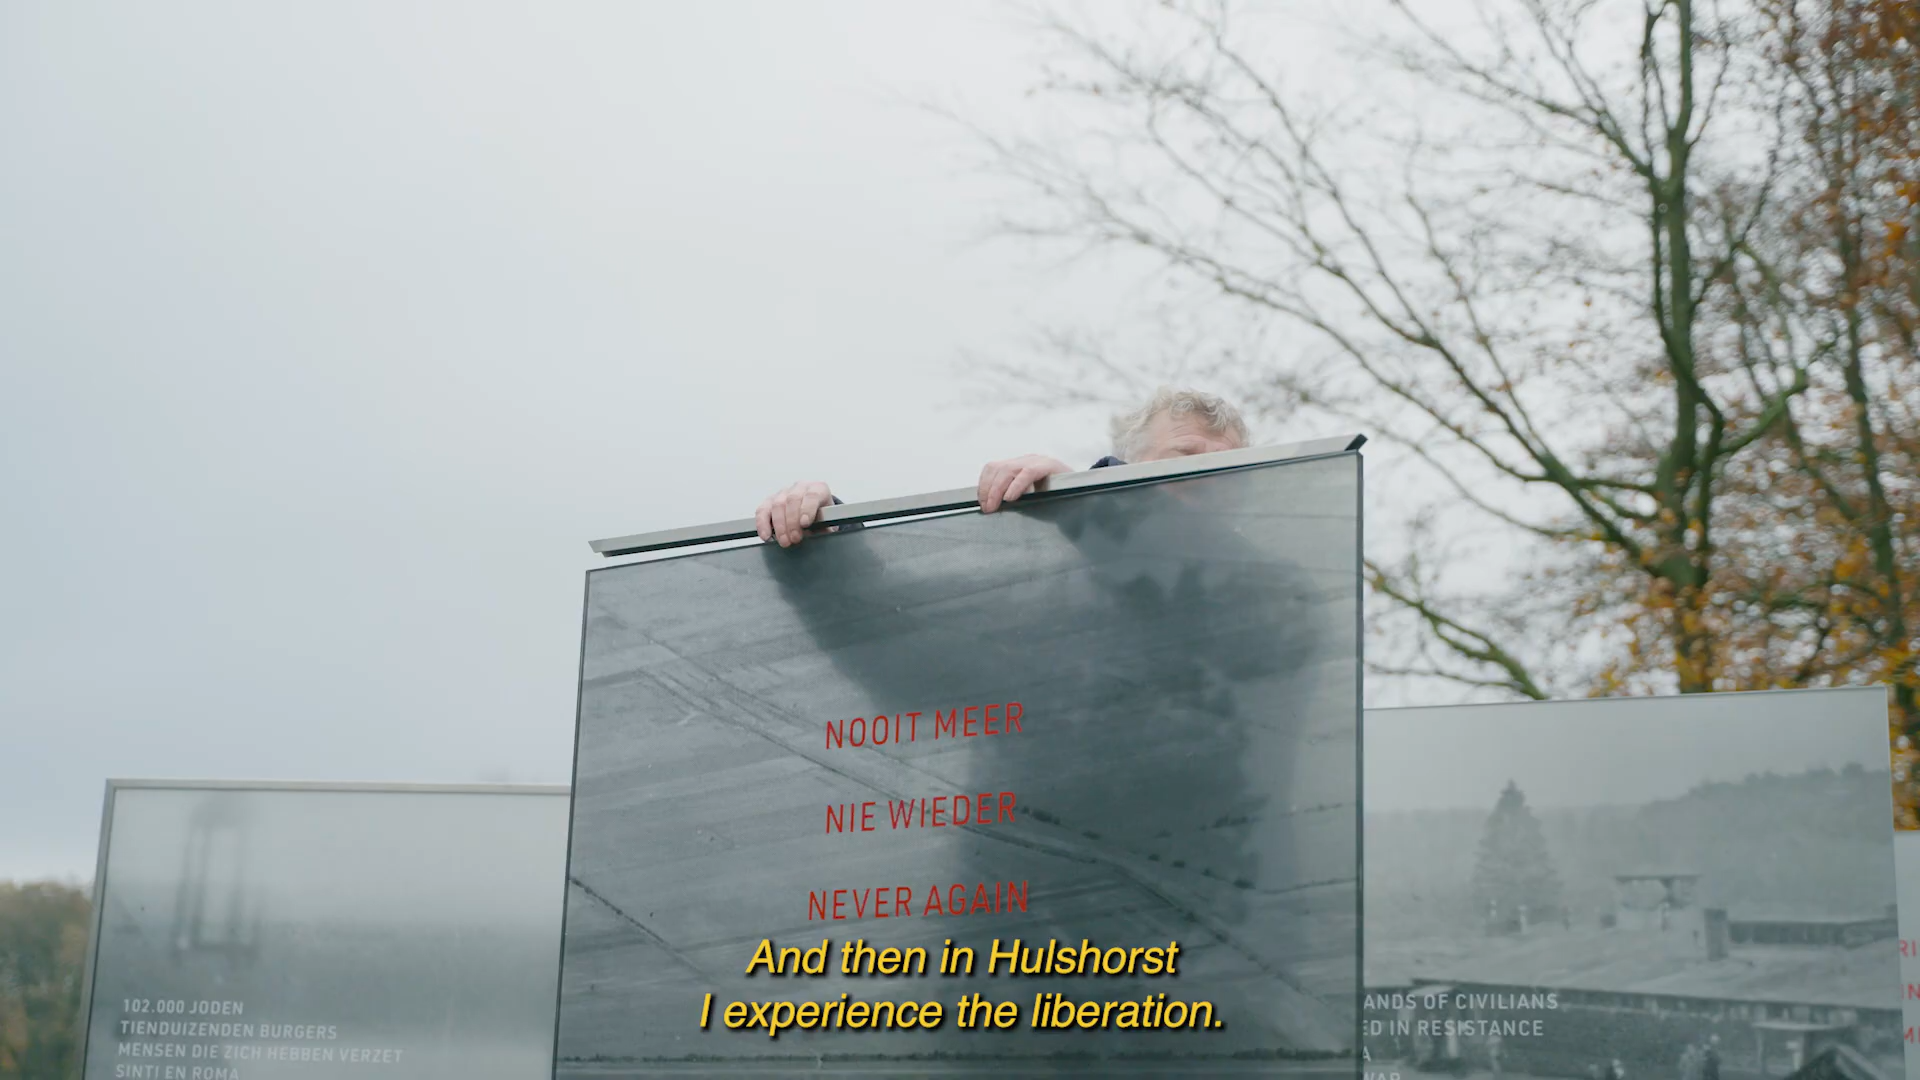 NOOIT MEER
NIE WIEDER
NEVER AGAIN
And then in Hulshorst
I experience the liberation.
102.000 JODEN
TIENDUIZENDEN BURGERS
MENSEN DIE ZICH HEBBEN VERZET
SINTI EN ROMA
ANDS OF CIVILIANS
ED IN RESISTANCE
A
WAR